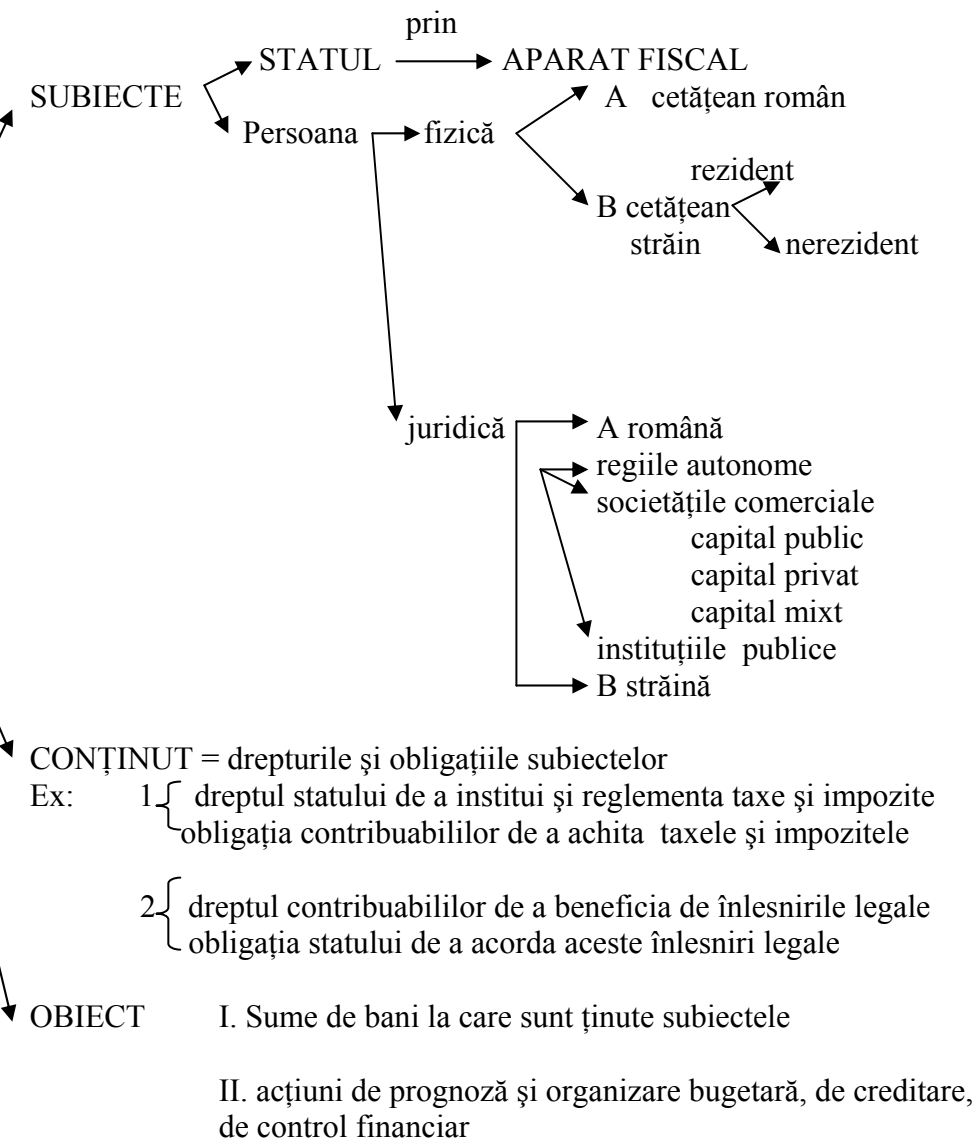 prin
STATUL APARAT FISCAL
SUBIECTE A cetățean român
Persoana fizică
rezident
B cetățean
străin nerezident
juridică A română
regiile autonome
societățile comerciale
capital public
capital privat
capital mixt
instituțiile publice
B străină
CONȚINUT = drepturile şi obligațiile subiectelor
Ex: 1 dreptul statului de a institui şi reglementa taxe şi impozite
obligația contribuabililor de a achita taxele şi impozitele
2 dreptul contribuabililor de a beneficia de înlesnirile legale
obligația statului de a acorda aceste înlesniri legale
OBIECT I. Sume de bani la care sunt ținute subiectele
II. acțiuni de prognoză şi organizare bugetară, de creditare,
de control financiar